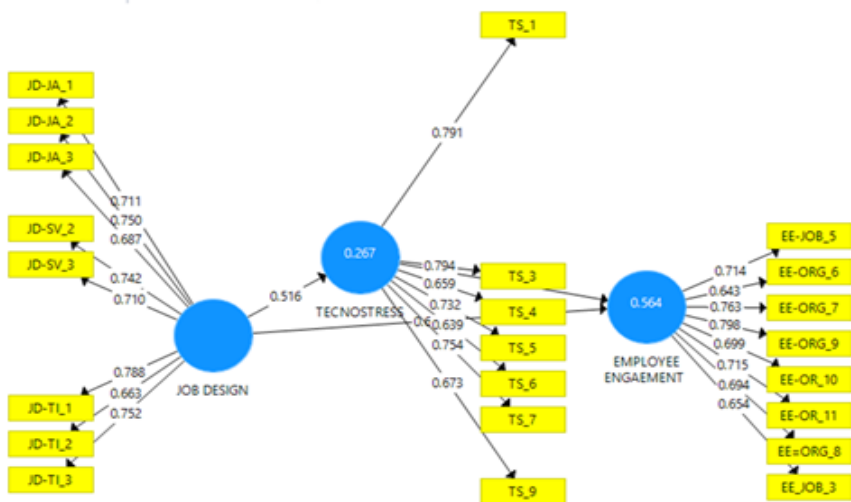 TS_1
JD-JA_1
JD-JA_2
JD-JA_3
JD-SV_2
JD-SV_3
JD-TI_1
JD-TI_2
JD-TI_3
0.711
0.750
0.687
0.742
0.710
0.788
0.663
0.752
JOB DESIGN
0.516
0.791
0.267
TECNOSTRESS
0.794
0.659
0.732
0.639
0.754
0.673
TS_3
TS_4
TS_5
TS_6
TS_7
TS_9
0.564
EMPLOYEE
ENGAEMENT
0.714
0.643
0.763
0.798
0.699
0.715
0.694
0.654
EE-JOB_5
EE-ORG_6
EE-ORG_7
EE-ORG_9
EE-OR_10
EE-OR_11
EE=ORG_8
EE_JOB_3